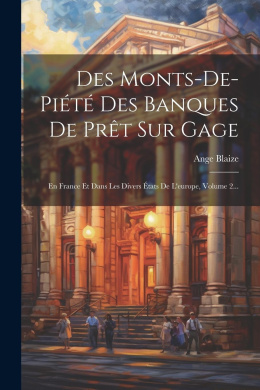 Des Monts-De-
Piété Des Banques
De Prêt Sur Gage
Ange Blaize
En France Et Dans Les Divers États De L'europe, Volume 2...